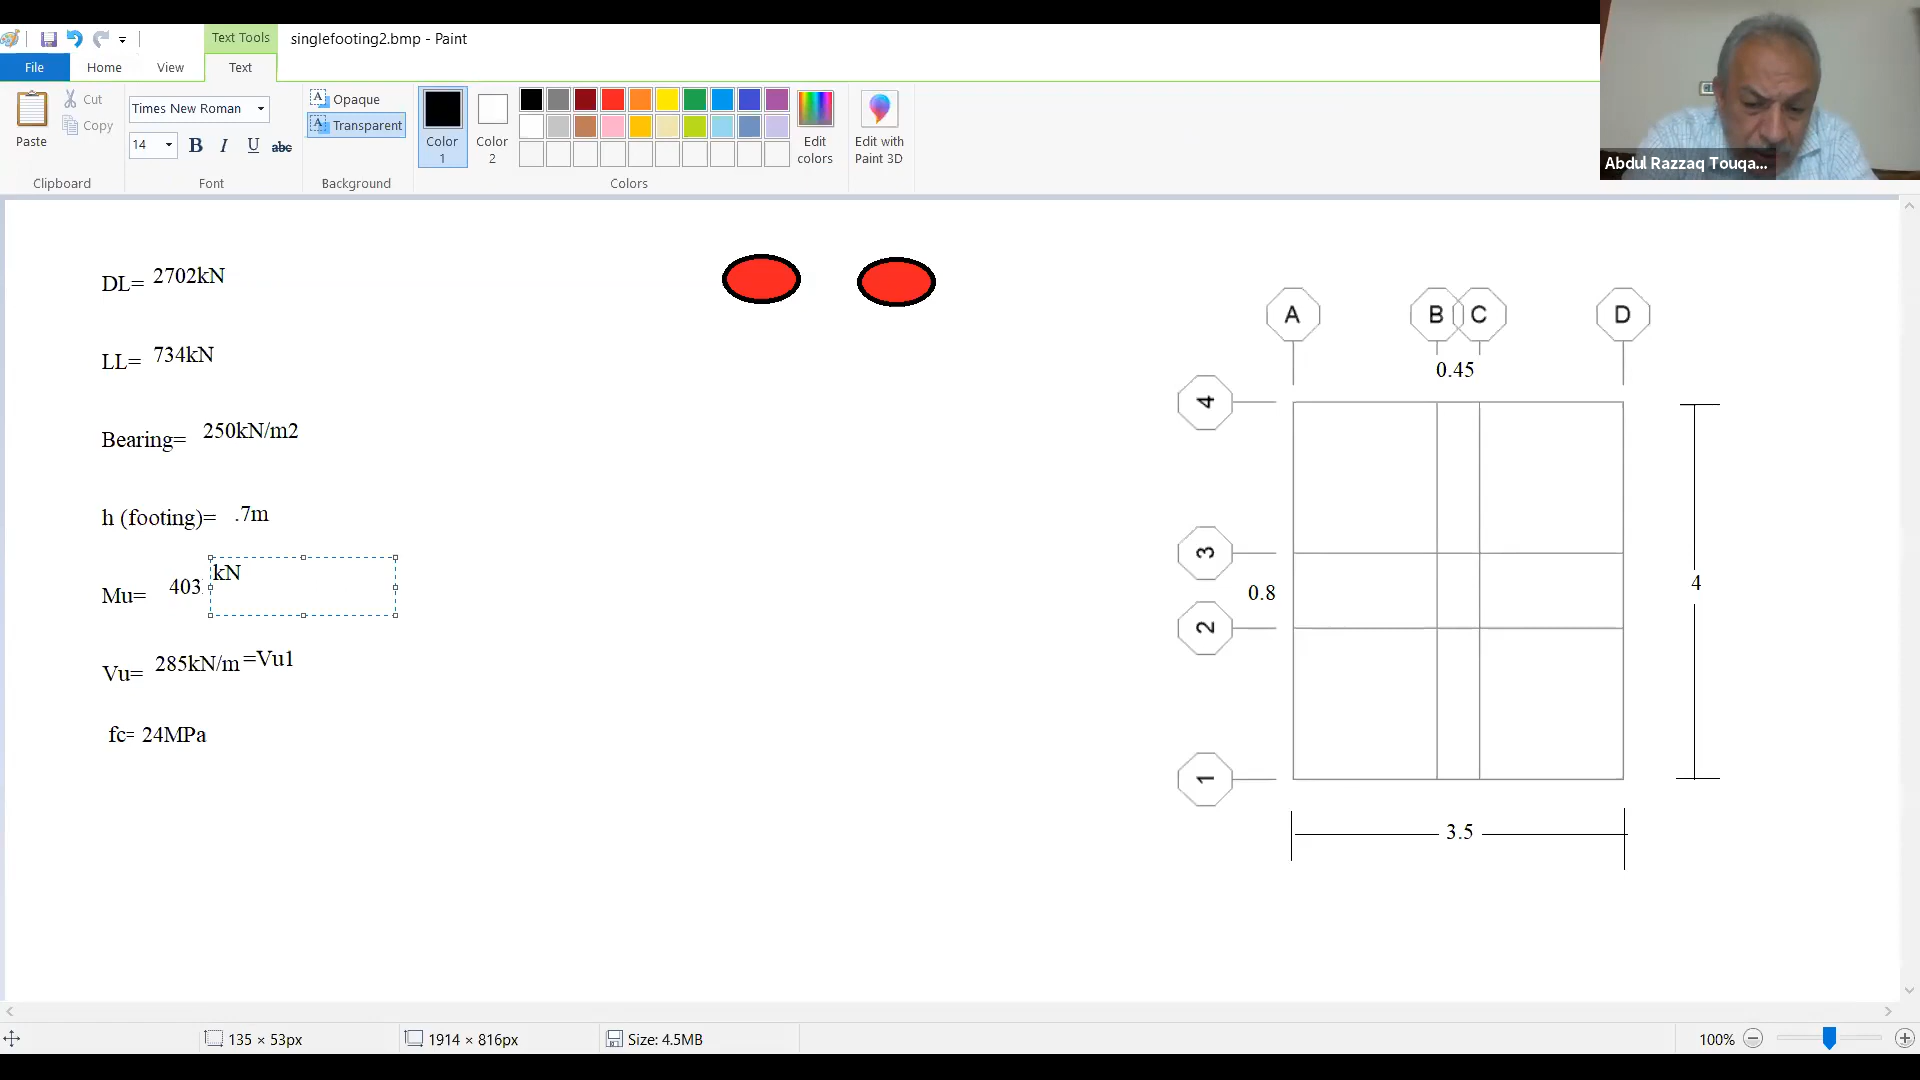 Text Tools
singlefooting2.bmp - Paint
File
Home
View
Text
Paste
Cut
Copy
Clipboard
Times New Roman
14
B
I
U
abc
Font
Opaque
Transparent
Background
Color 1
Color 2
Edit colors
Colors
Edit with Paint 3D
Abdul Razzaq Touqa...
DL= 2702kN
LL= 734kN
Bearing= 250kN/m2
h (footing)= .7m
Mu= 403 kN
Vu= 285kN/m =Vu1
fc= 24MPa
A
B
C
D
0.45
4
3
0.8
2
1
4
3.5
135 × 53px
1914 × 816px
Size: 4.5MB
100%